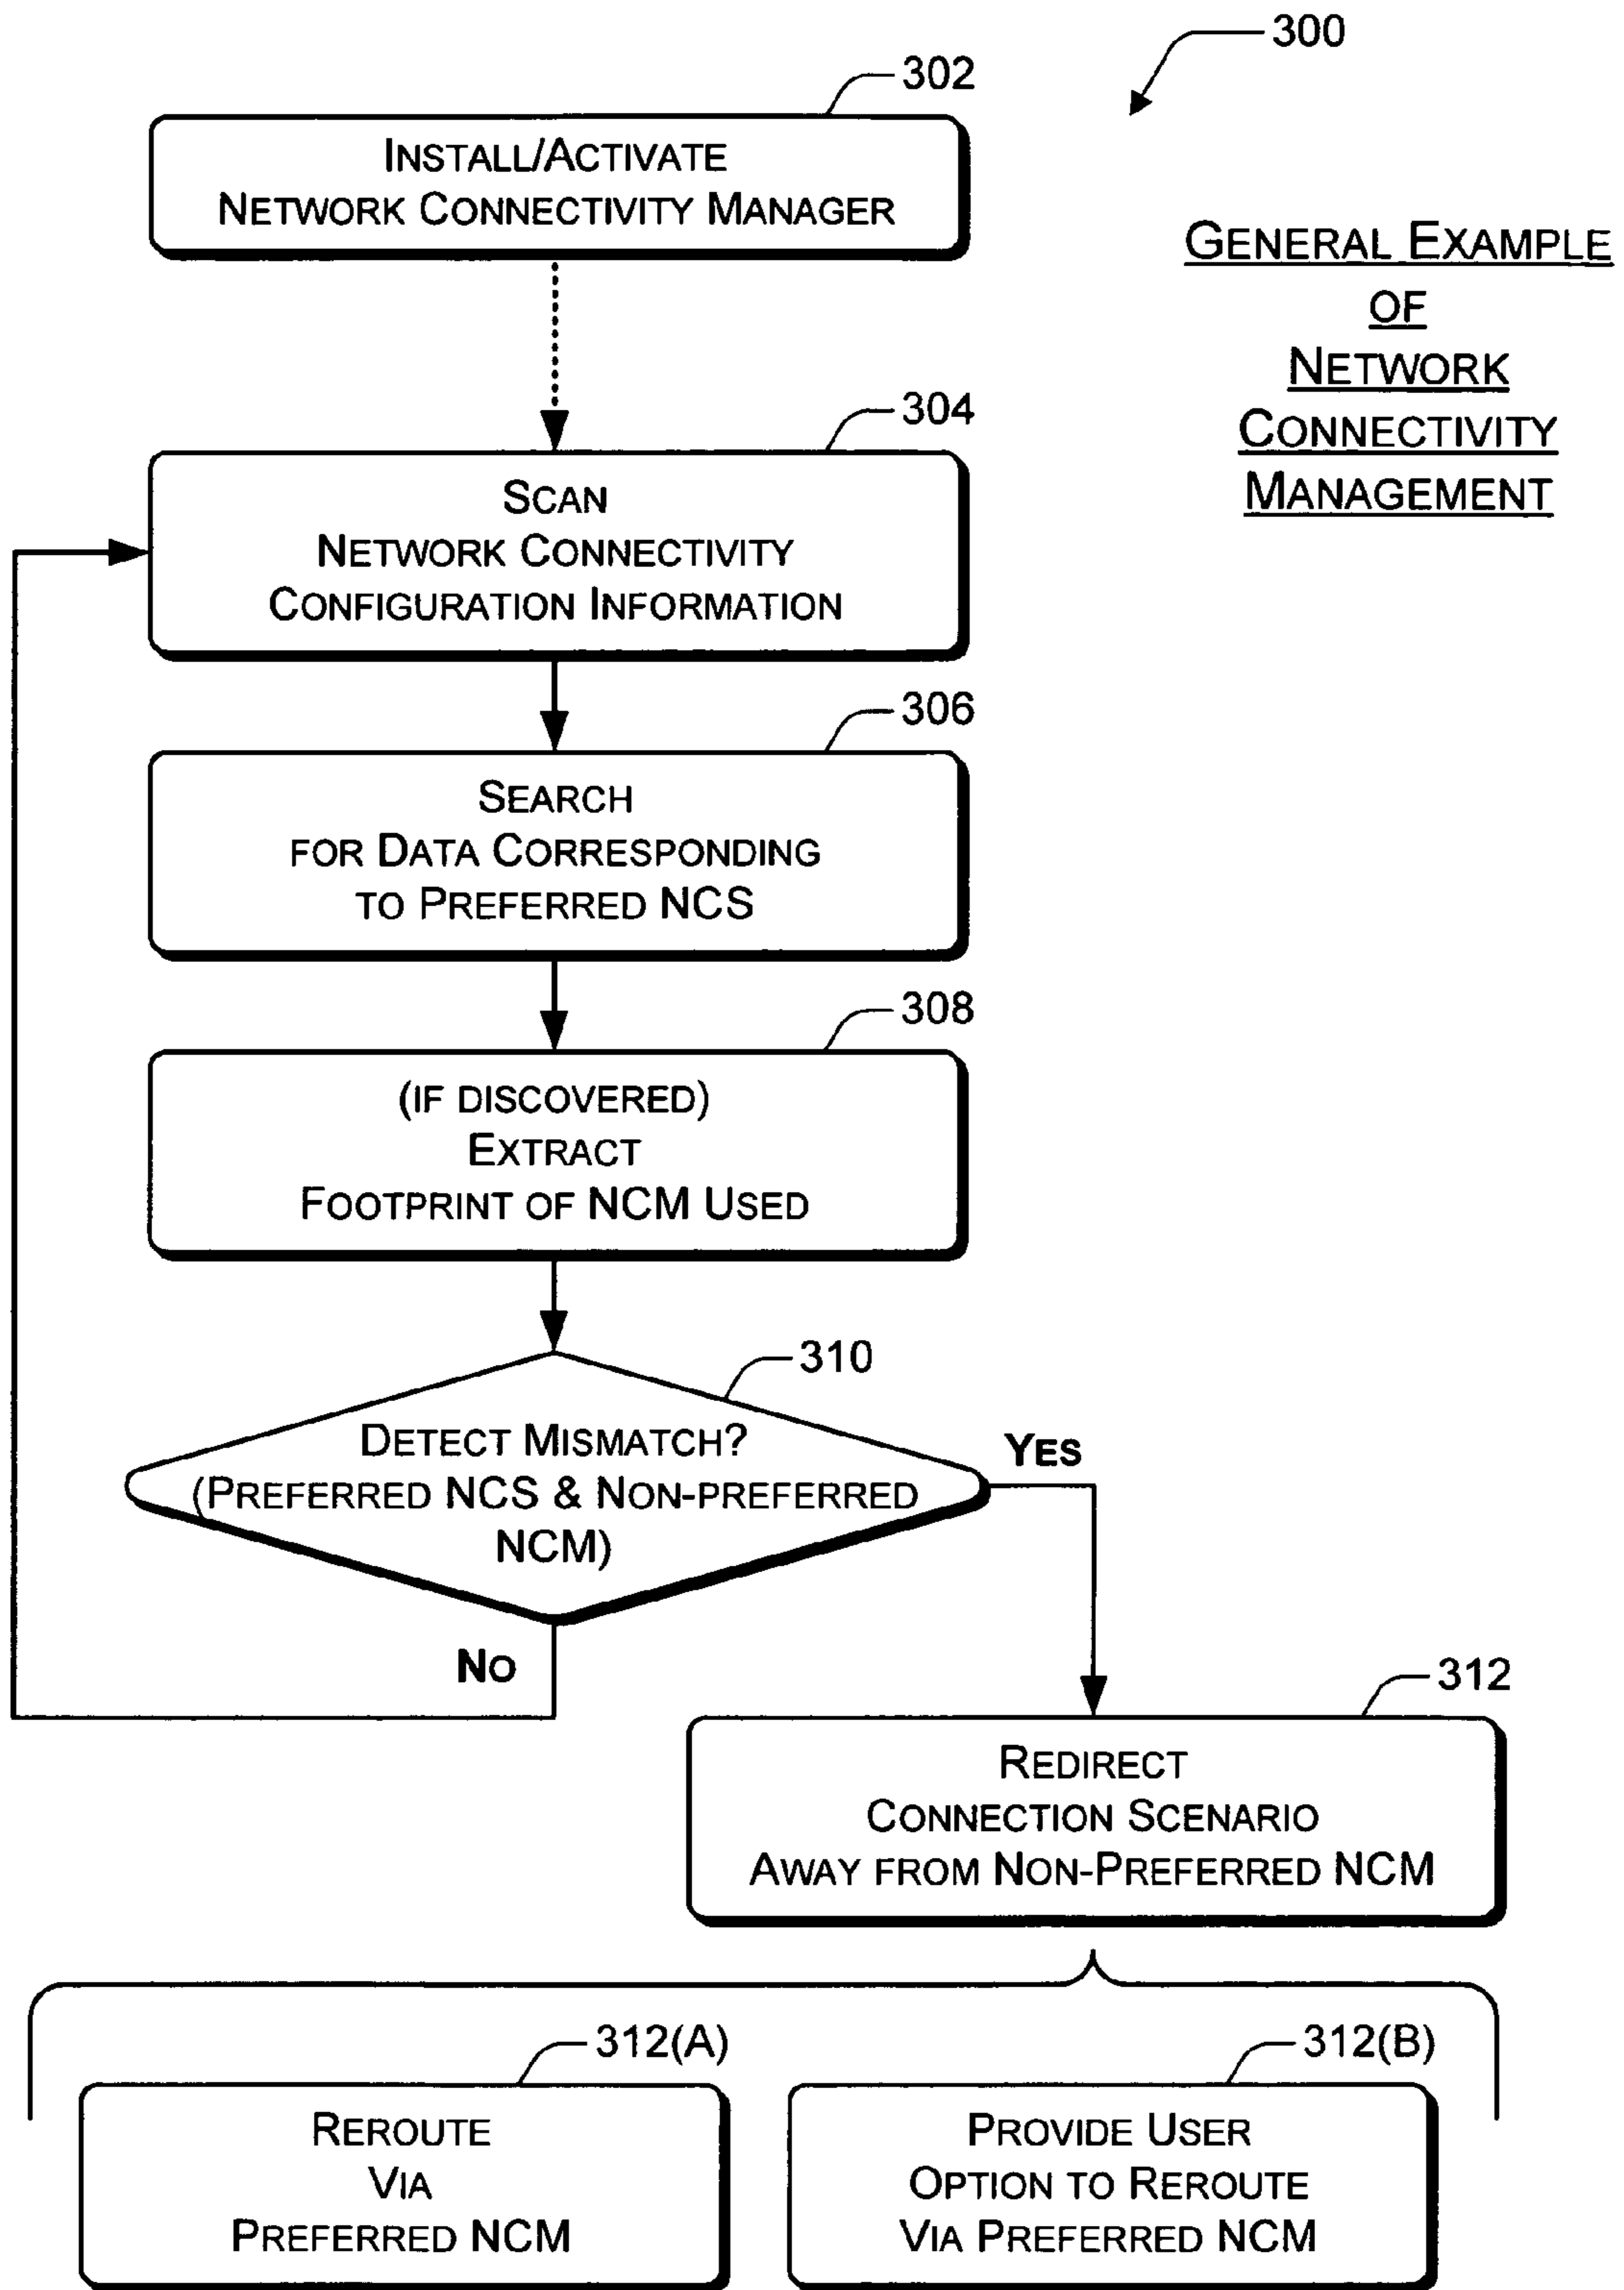 300
302
INSTALL/ACTIVATE
NETWORK CONNECTIVITY MANAGER
GENERAL EXAMPLE
OF
NETWORK
CONNECTIVITY
MANAGEMENT
304
SCAN
NETWORK CONNECTIVITY
CONFIGURATION INFORMATION
306
SEARCH
FOR DATA CORRESPONDING
TO PREFERRED NCS
308
(IF DISCOVERED)
EXTRACT
FOOTPRINT OF NCM USED
310
DETECT MISMATCH?
(PREFERRED NCS & NON-PREFERRED
NCM)
YES
NO
312
REDIRECT
CONNECTION SCENARIO
AWAY FROM NON-PREFERRED NCM
312(A)
REROUTE
VIA
PREFERRED NCM
312(B)
PROVIDE USER
OPTION TO REROUTE
VIA PREFERRED NCM